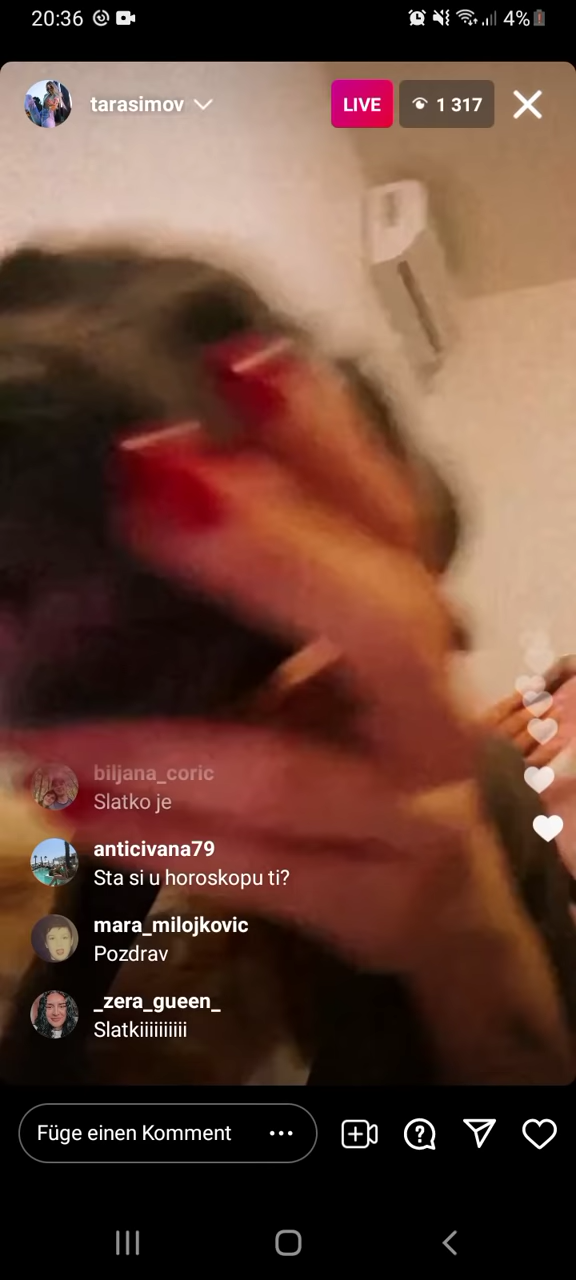 20:36
4%
tarasimov
LIVE
1 317
biljana_coric
Slatko je
anticivana79
Sta si u horoskopu ti?
mara_milojkovic
Pozdrav
_zera_gueen_
Slatkiiiiiiiiii
Füge einen Komment